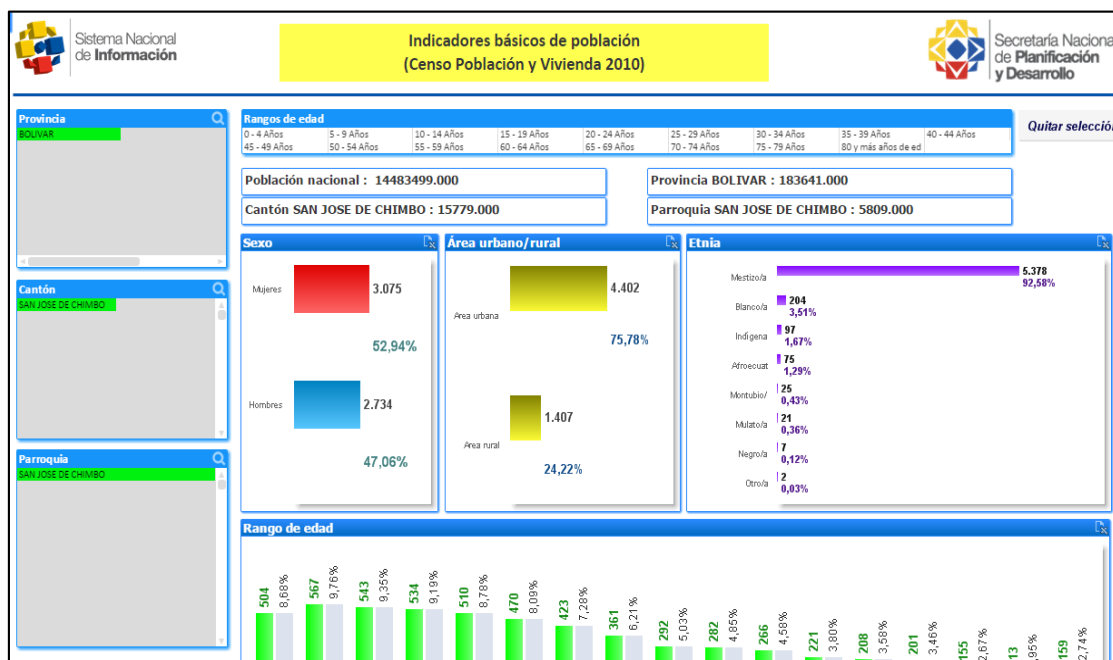 Sistema Nacional
de Información
Indicadores básicos de población
(Censo Población y Vivienda 2010)
Secretaría Naciona
de Planificación
y Desarrollo
Provincia
BOLIVAR
Rangos de edad
0 - 4 Años 5 - 9 Años 10 - 14 Años 15 - 19 Años 20 - 24 Años 25 - 29 Años 30 - 34 Años 35 - 39 Años 40 - 44 Años
45 - 49 Años 50 - 54 Años 55 - 59 Años 60 - 64 Años 65 - 69 Años 70 - 74 Años 75 - 79 Años 80 y más años de ed
Quitar selección
Población nacional : 14483499.000
Provincia BOLIVAR : 183641.000
Cantón SAN JOSE DE CHIMBO : 15779.000
Parroquia SAN JOSE DE CHIMBO : 5809.000
Cantón
SAN JOSE DE CHIMBO
Parroquia
SAN JOSE DE CHIMBO
Sexo
Mujeres 3.075
52,94%
Hombres 2.734
47,06%
Área urbano/rural
Area urbana 4.402
75,78%
Area rural 1.407
24,22%
Etnia
Mestizo/a 5.378
92,58%
Blanco/a 204
3,51%
Indígena 97
1,67%
Afroecuat 75
1,29%
Montubio/ 25
0,43%
Mulato/a 21
0,36%
Negro/a 7
0,12%
Otro/a 2
0,03%
Rango de edad
504 8,68%
567 9,76%
543 9,35%
534 9,19%
510 8,78%
470 8,09%
423 7,28%
361 6,21%
292 5,03%
282 4,85%
266 4,58%
221 3,80%
208 3,58%
201 3,46%
155 2,67%
13 ,95%
159 2,74%